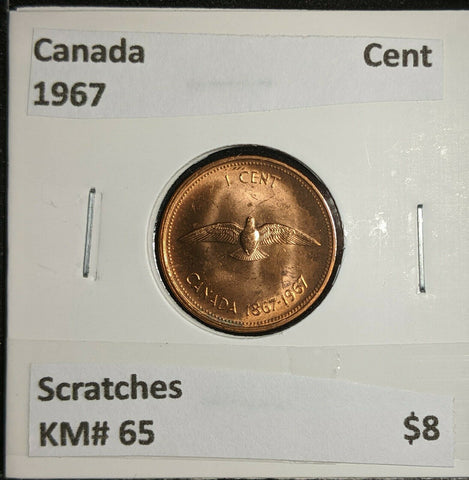 Canada Cent
1967
1 CENT
CANADA 1867-1967
Scratches
KM# 65 $8